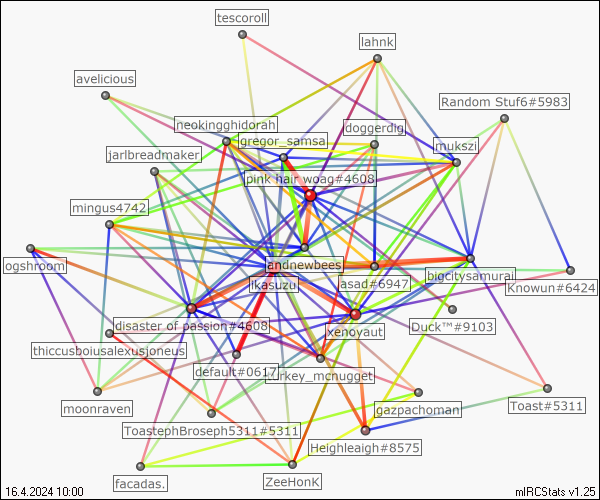 tescoroll
lahnk
avelicious
Random Stuf6#5983
neokingghidorah
doggerdig
gregor_samsa
mukszi
jarlbreadmaker
pink hair woag#4608
mingus4742
ogshroom
andnewbees
bigcitysamurai
ikasuzu
asad#6947
Knowun#6424
disaster of passion#4608
xenoyaut
Duck™#9103
thiccusboiusalexusjoneus
default#0617
turkey_mcnugget
moonraven
gazpachoman
Toast#5311
ToastephBroseph5311#5311
Heighleaigh#8575
facadas.
ZeeHonK
16.4.2024 10:00
mIRCStats v1.25